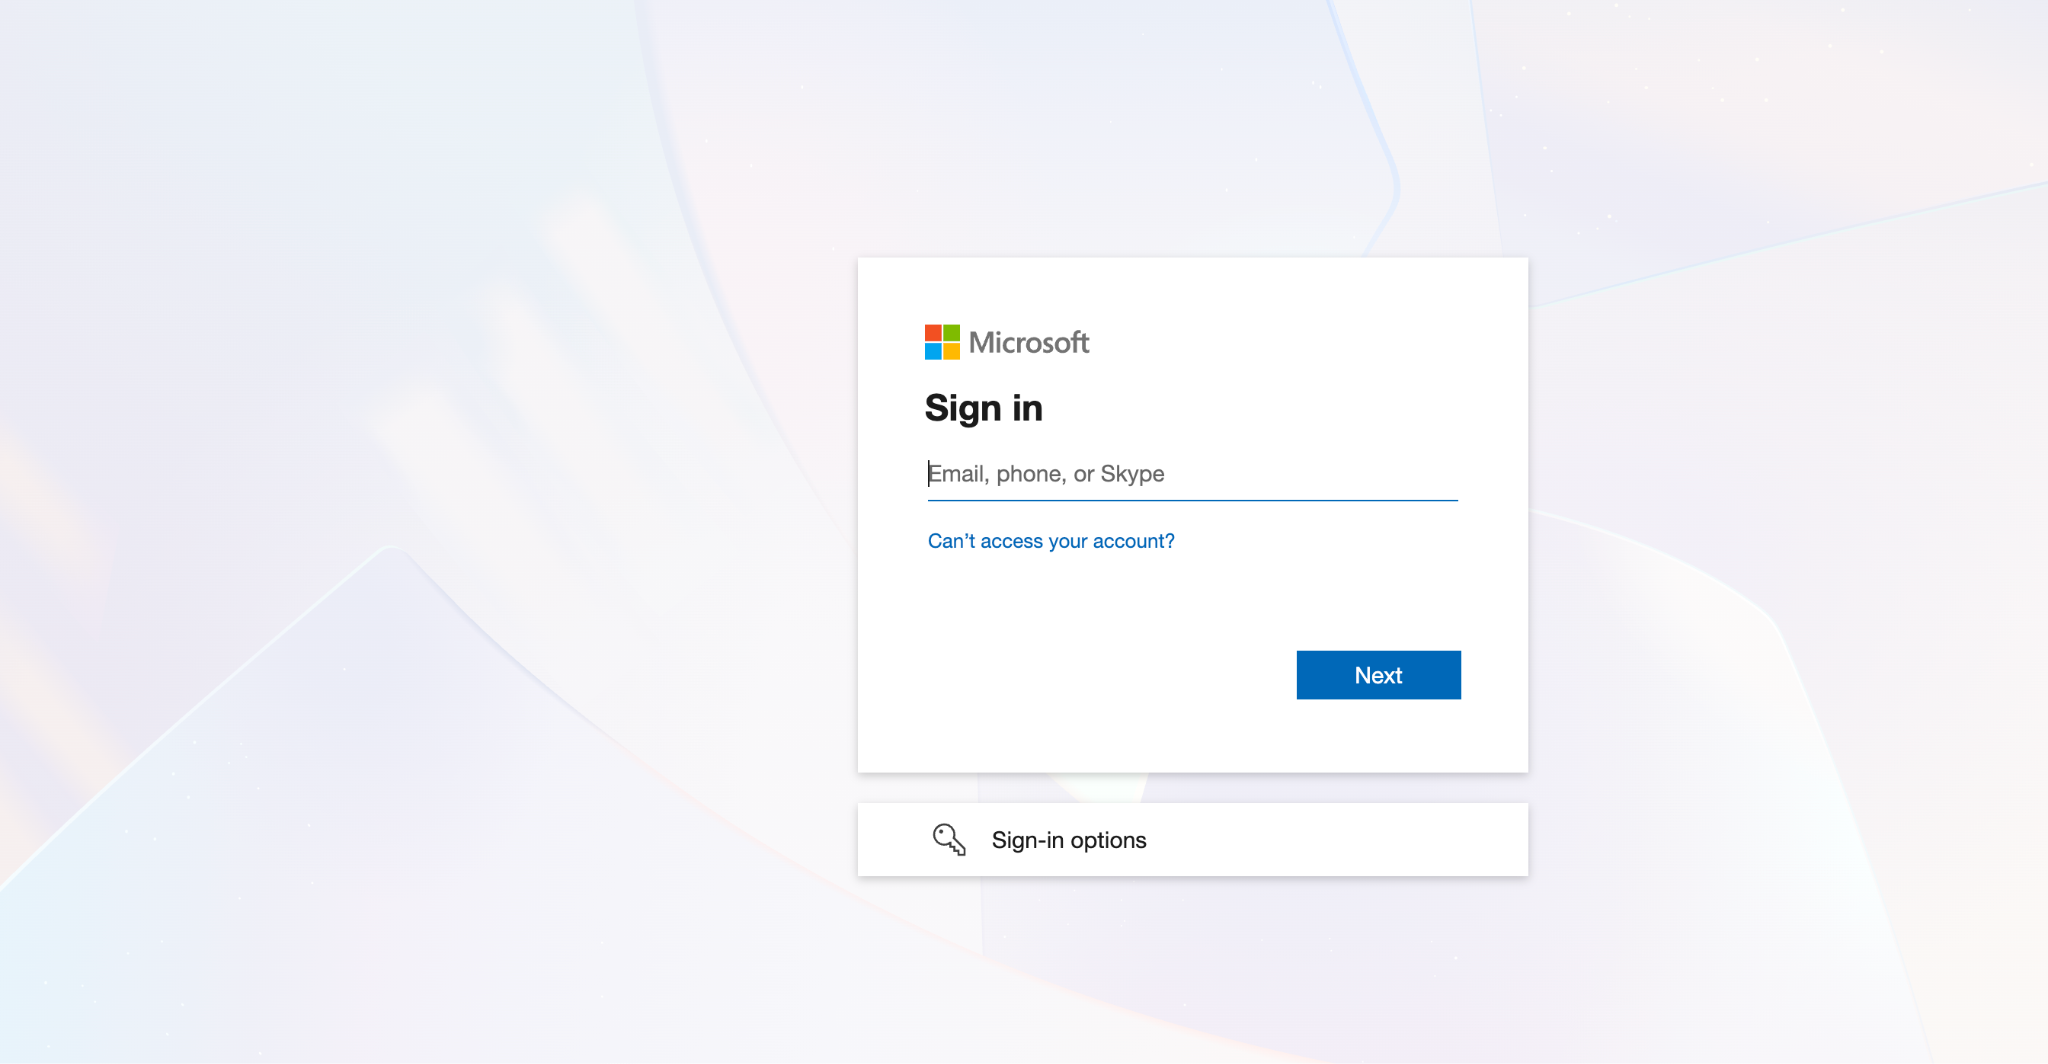 Microsoft
Sign in
Email, phone, or Skype
Can't access your account?
Next
Sign-in options